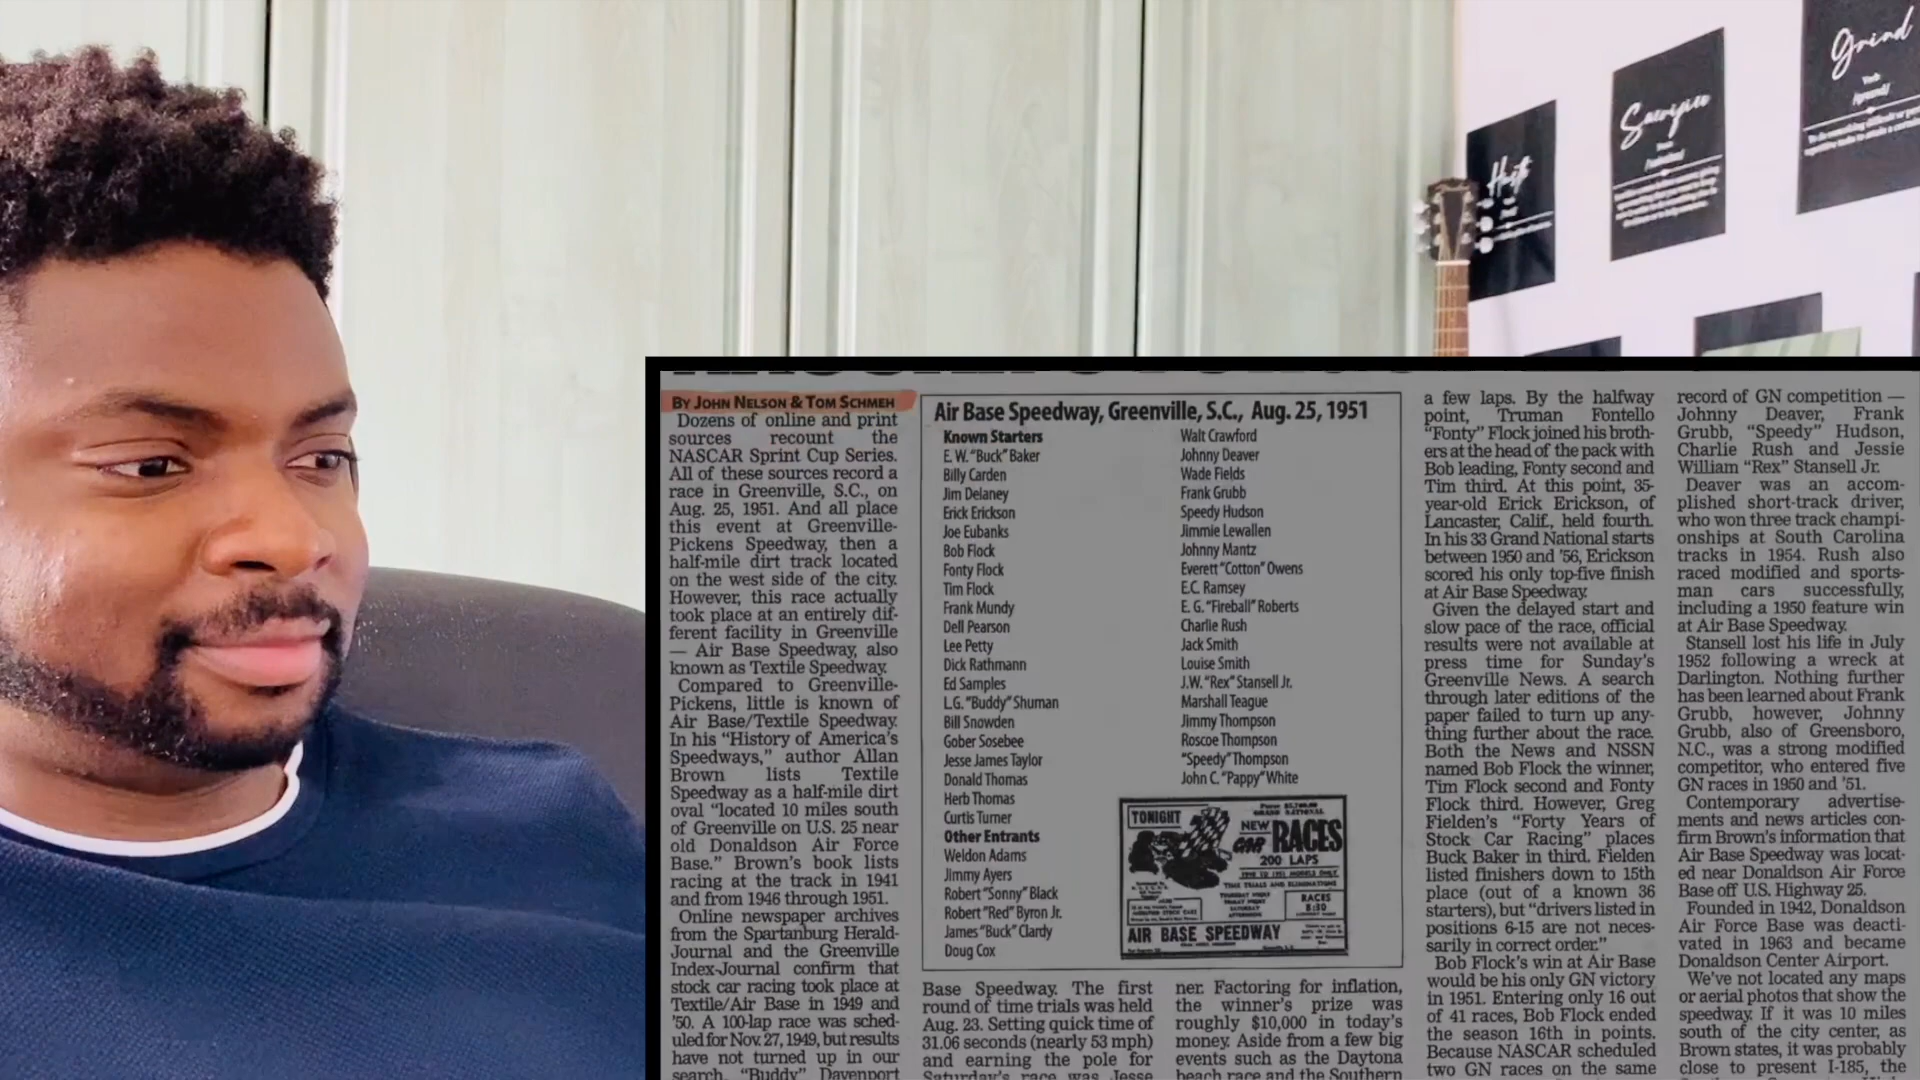 Grind
Verb
Sacrifice
Verb
Hustle
BY JOHN NELSON & TOM SCHMEH
Dozens of online and print
sources recount the
NASCAR Sprint Cup Series.
All of these sources record a
race in Greenville, S.C., on
Aug. 25, 1951. And all place
this event at Greenville-
Pickens Speedway, then a
half-mile dirt track located
on the west side of the city.
However, this race actually
took place at an entirely dif-
ferent facility in Greenville
— Air Base Speedway, also
known as Textile Speedway.
Compared to Greenville-
Pickens, little is known of
Air Base/Textile Speedway.
In his “History of America’s
Speedways,” author Allan
Brown lists Textile
Speedway as a half-mile dirt
oval “located 10 miles south
of Greenville on U.S. 25 near
old Donaldson Air Force
Base.” Brown’s book lists
racing at the track in 1941
and from 1946 through 1951.
Online newspaper archives
from the Spartanburg Herald-
Journal and the Greenville
Index-Journal confirm that
stock car racing took place at
Textile/Air Base in 1949 and
’50. A 100-lap race was sched-
uled for Nov. 27, 1949, but results
have not turned up in our
search. “Buddy” Davenport
Air Base Speedway, Greenville, S.C., Aug. 25, 1951
Known Starters
E. W. “Buck” Baker
Billy Carden
Jim Delaney
Erick Erickson
Joe Eubanks
Bob Flock
Fonty Flock
Tim Flock
Frank Mundy
Dell Pearson
Lee Petty
Dick Rathmann
Ed Samples
L.G. “Buddy” Shuman
Bill Snowden
Gober Sosebee
Jesse James Taylor
Donald Thomas
Herb Thomas
Curtis Turner
Other Entrants
Weldon Adams
Jimmy Ayers
Robert “Sonny” Black
Robert “Red” Byron Jr.
James “Buck” Clardy
Doug Cox
Walt Crawford
Johnny Deaver
Wade Fields
Frank Grubb
Speedy Hudson
Jimmie Lewallen
Johnny Mantz
Everett “Cotton” Owens
E.C. Ramsey
E. G. “Fireball” Roberts
Charlie Rush
Jack Smith
Louise Smith
J.W. “Rex” Stansell Jr.
Marshall Teague
Jimmy Thompson
Roscoe Thompson
“Speedy” Thompson
John C. “Pappy” White
TONIGHT
GRAND NATIONAL
NEW
CAR RACES
200 LAPS
TIME TRIALS AND ELIMINATIONS
RACES
8:30
AIR BASE SPEEDWAY
Base Speedway. The first
round of time trials was held
Aug. 23. Setting quick time of
31.06 seconds (nearly 53 mph)
and earning the pole for
Saturday’s race was Jesse
ner. Factoring for inflation,
the winner’s prize was
roughly $10,000 in today’s
money. Aside from a few big
events such as the Daytona
beach race and the Southern
a few laps. By the halfway
point, Truman Fontello
“Fonty” Flock joined his broth-
ers at the head of the pack with
Bob leading, Fonty second and
Tim third. At this point, 35-
year-old Erick Erickson, of
Lancaster, Calif., held fourth.
In his 33 Grand National starts
between 1950 and ’56, Erickson
scored his only top-five finish
at Air Base Speedway.
Given the delayed start and
slow pace of the race, official
results were not available at
press time for Sunday’s
Greenville News. A search
through later editions of the
paper failed to turn up any-
thing further about the race.
Both the News and NSSN
named Bob Flock the winner,
Tim Flock second and Fonty
Flock third. However, Greg
Fielden’s “Forty Years of
Stock Car Racing” places
Buck Baker in third. Fielden
listed finishers down to 15th
place (out of a known 36
starters), but “drivers listed in
positions 6-15 are not neces-
sarily in correct order.”
Bob Flock’s win at Air Base
would be his only GN victory
in 1951. Entering only 16 out
of 41 races, Bob Flock ended
the season 16th in points.
Because NASCAR scheduled
two GN races on the same
record of GN competition —
Johnny Deaver, Frank
Grubb, “Speedy” Hudson,
Charlie Rush and Jessie
William “Rex” Stansell Jr.
Deaver was an accom-
plished short-track driver,
who won three track champi-
onships at South Carolina
tracks in 1954. Rush also
raced modified and sports-
man cars successfully,
including a 1950 feature win
at Air Base Speedway.
Stansell lost his life in July
1952 following a wreck at
Darlington. Nothing further
has been learned about Frank
Grubb, however, Johnny
Grubb, also of Greensboro,
N.C., was a strong modified
competitor, who entered five
GN races in 1950 and ’51.
Contemporary advertise-
ments and news articles con-
firm Brown’s information that
Air Base Speedway was locat-
ed near Donaldson Air Force
Base off U.S. Highway 25.
Founded in 1942, Donaldson
Air Force Base was deacti-
vated in 1963 and became
Donaldson Center Airport.
We’ve not located any maps
or aerial photos that show the
speedway. If it was 10 miles
south of the city center, as
Brown states, it was probably
close to present I-185, the